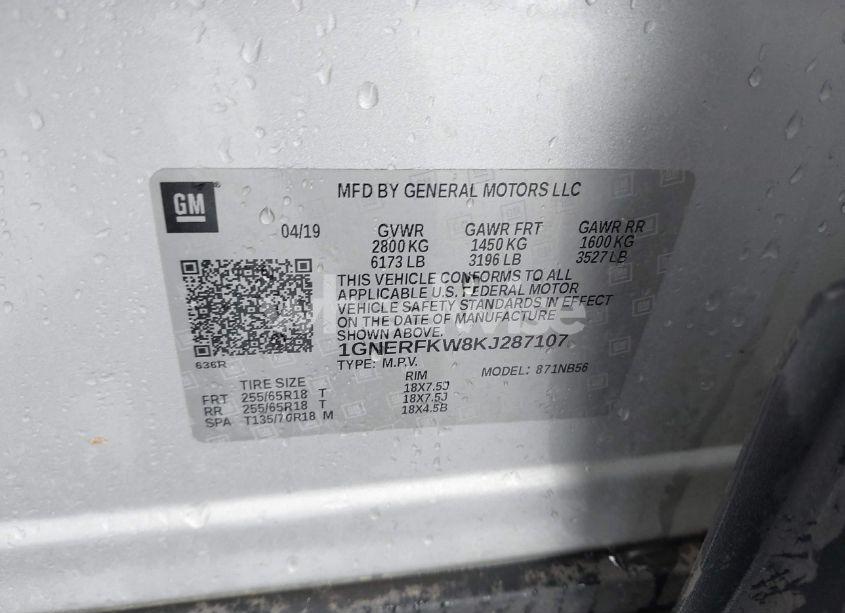 GM
MFD BY GENERAL MOTORS LLC
04/19 GVWR GAWR FRT GAWR RR
2800 KG 1450 KG 1600 KG
6173 LB 3196 LB 3527 LB
THIS VEHICLE CONFORMS TO ALL
APPLICABLE U.S. FEDERAL MOTOR
VEHICLE SAFETY STANDARDS IN EFFECT
ON THE DATE OF MANUFACTURE
SHOWN ABOVE.
1GNERFKW8KJ287107
636R
TYPE: M.P.V. MODEL: 871NB56
TIRE SIZE RIM
FRT 255/65R18 T 18X7.5J
RR 255/65R18 T 18X7.5J
SPA T135/70R18 M 18X4.5B